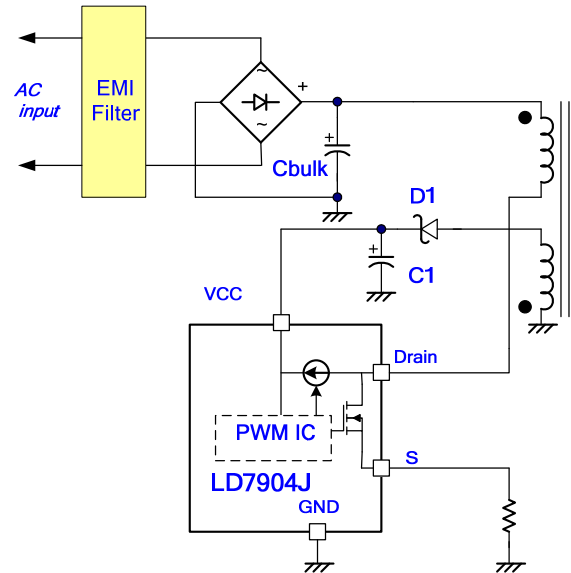 AC
input
EMI
Filter
~
+
~
+
Cbulk
D1
+
C1
VCC
Drain
PWM IC
S
LD7904J
GND